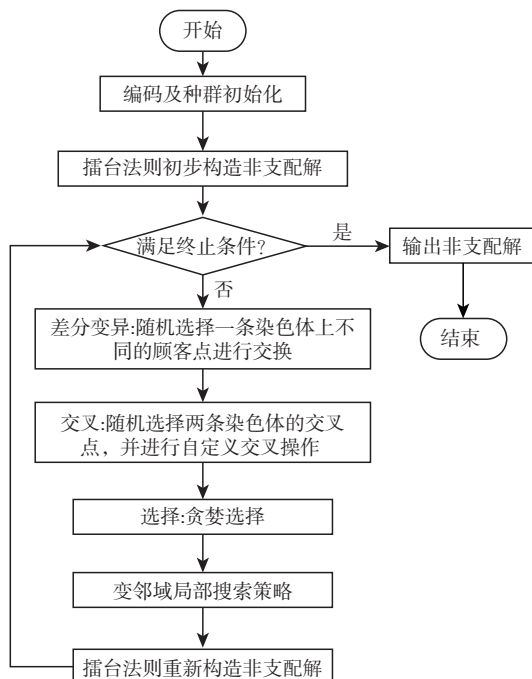 开始
编码及种群初始化
擂台法则初步构造非支配解
满足终止条件?
是
输出非支配解
否
结束
差分变异:随机选择一条染色体上不
同的顾客点进行交换
交叉:随机选择两条染色体的交叉
点，并进行自定义交叉操作
选择:贪婪选择
变邻域局部搜索策略
擂台法则重新构造非支配解